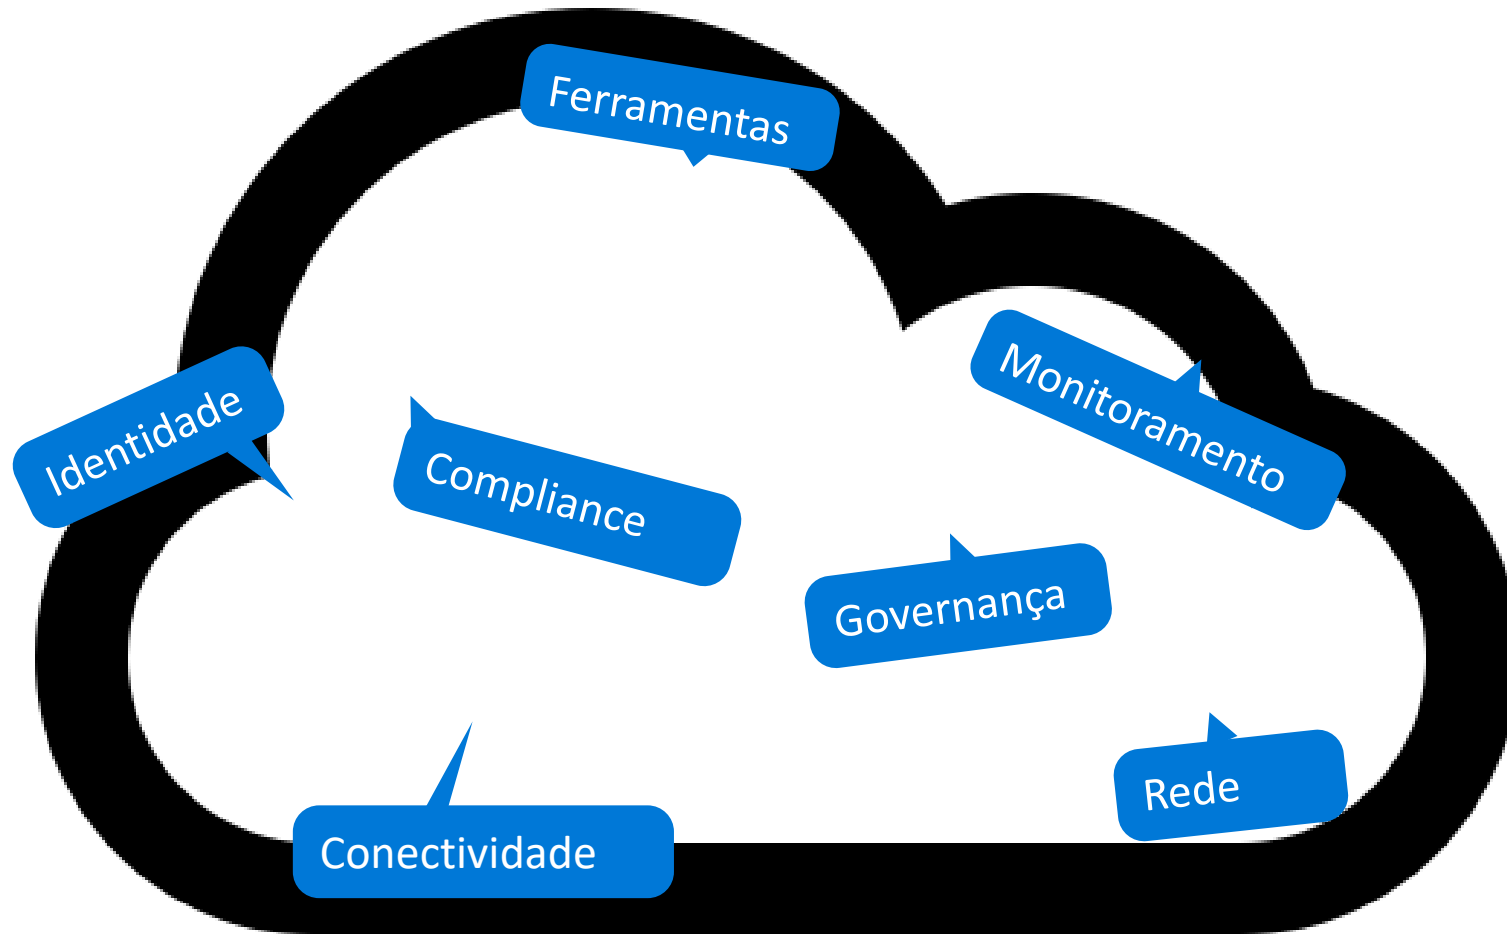 Ferramentas
Monitoramento
Identidade
Compliance
Governança
Rede
Conectividade